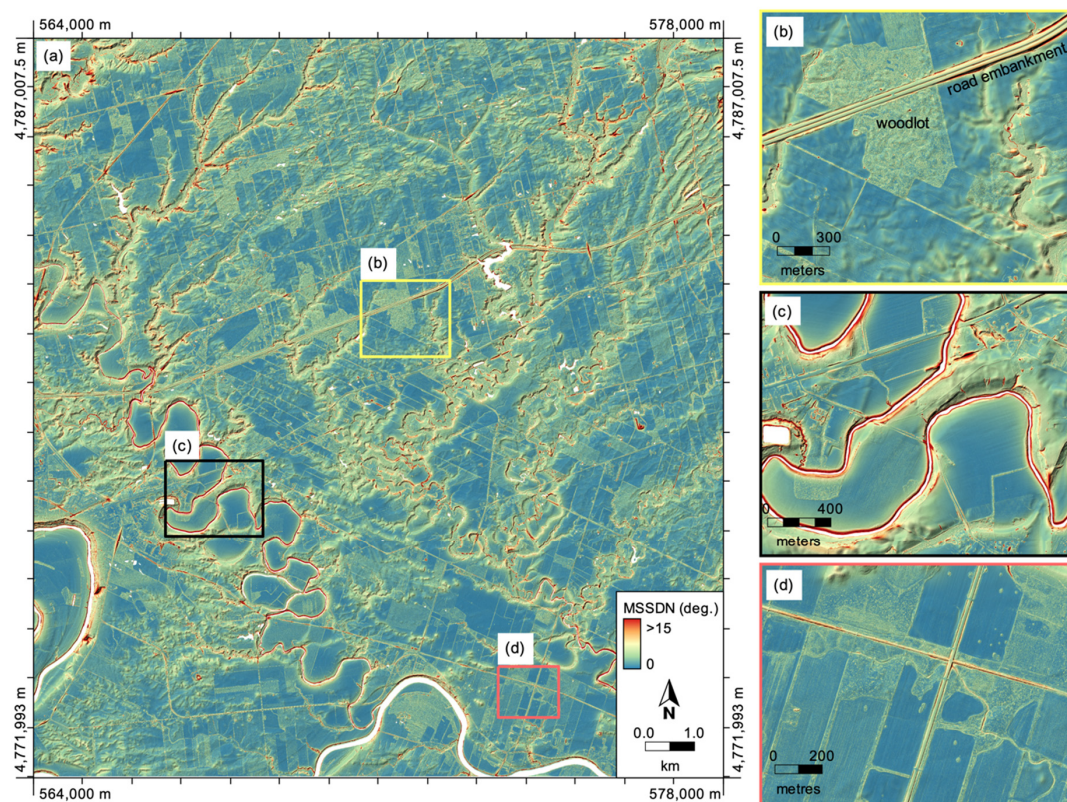 564,000 m
578,000 m
(a)
4,787,007.5 m
4,787,007.5 m
(b)
(c)
(d)
4,771,993 m
4,771,993 m
MSSDN (deg.)
>15
0
N
0.0 1.0
km
564,000 m
578,000 m
(b)
road embankment
woodlot
0 300
meters
(c)
0 400
meters
(d)
0 200
metres